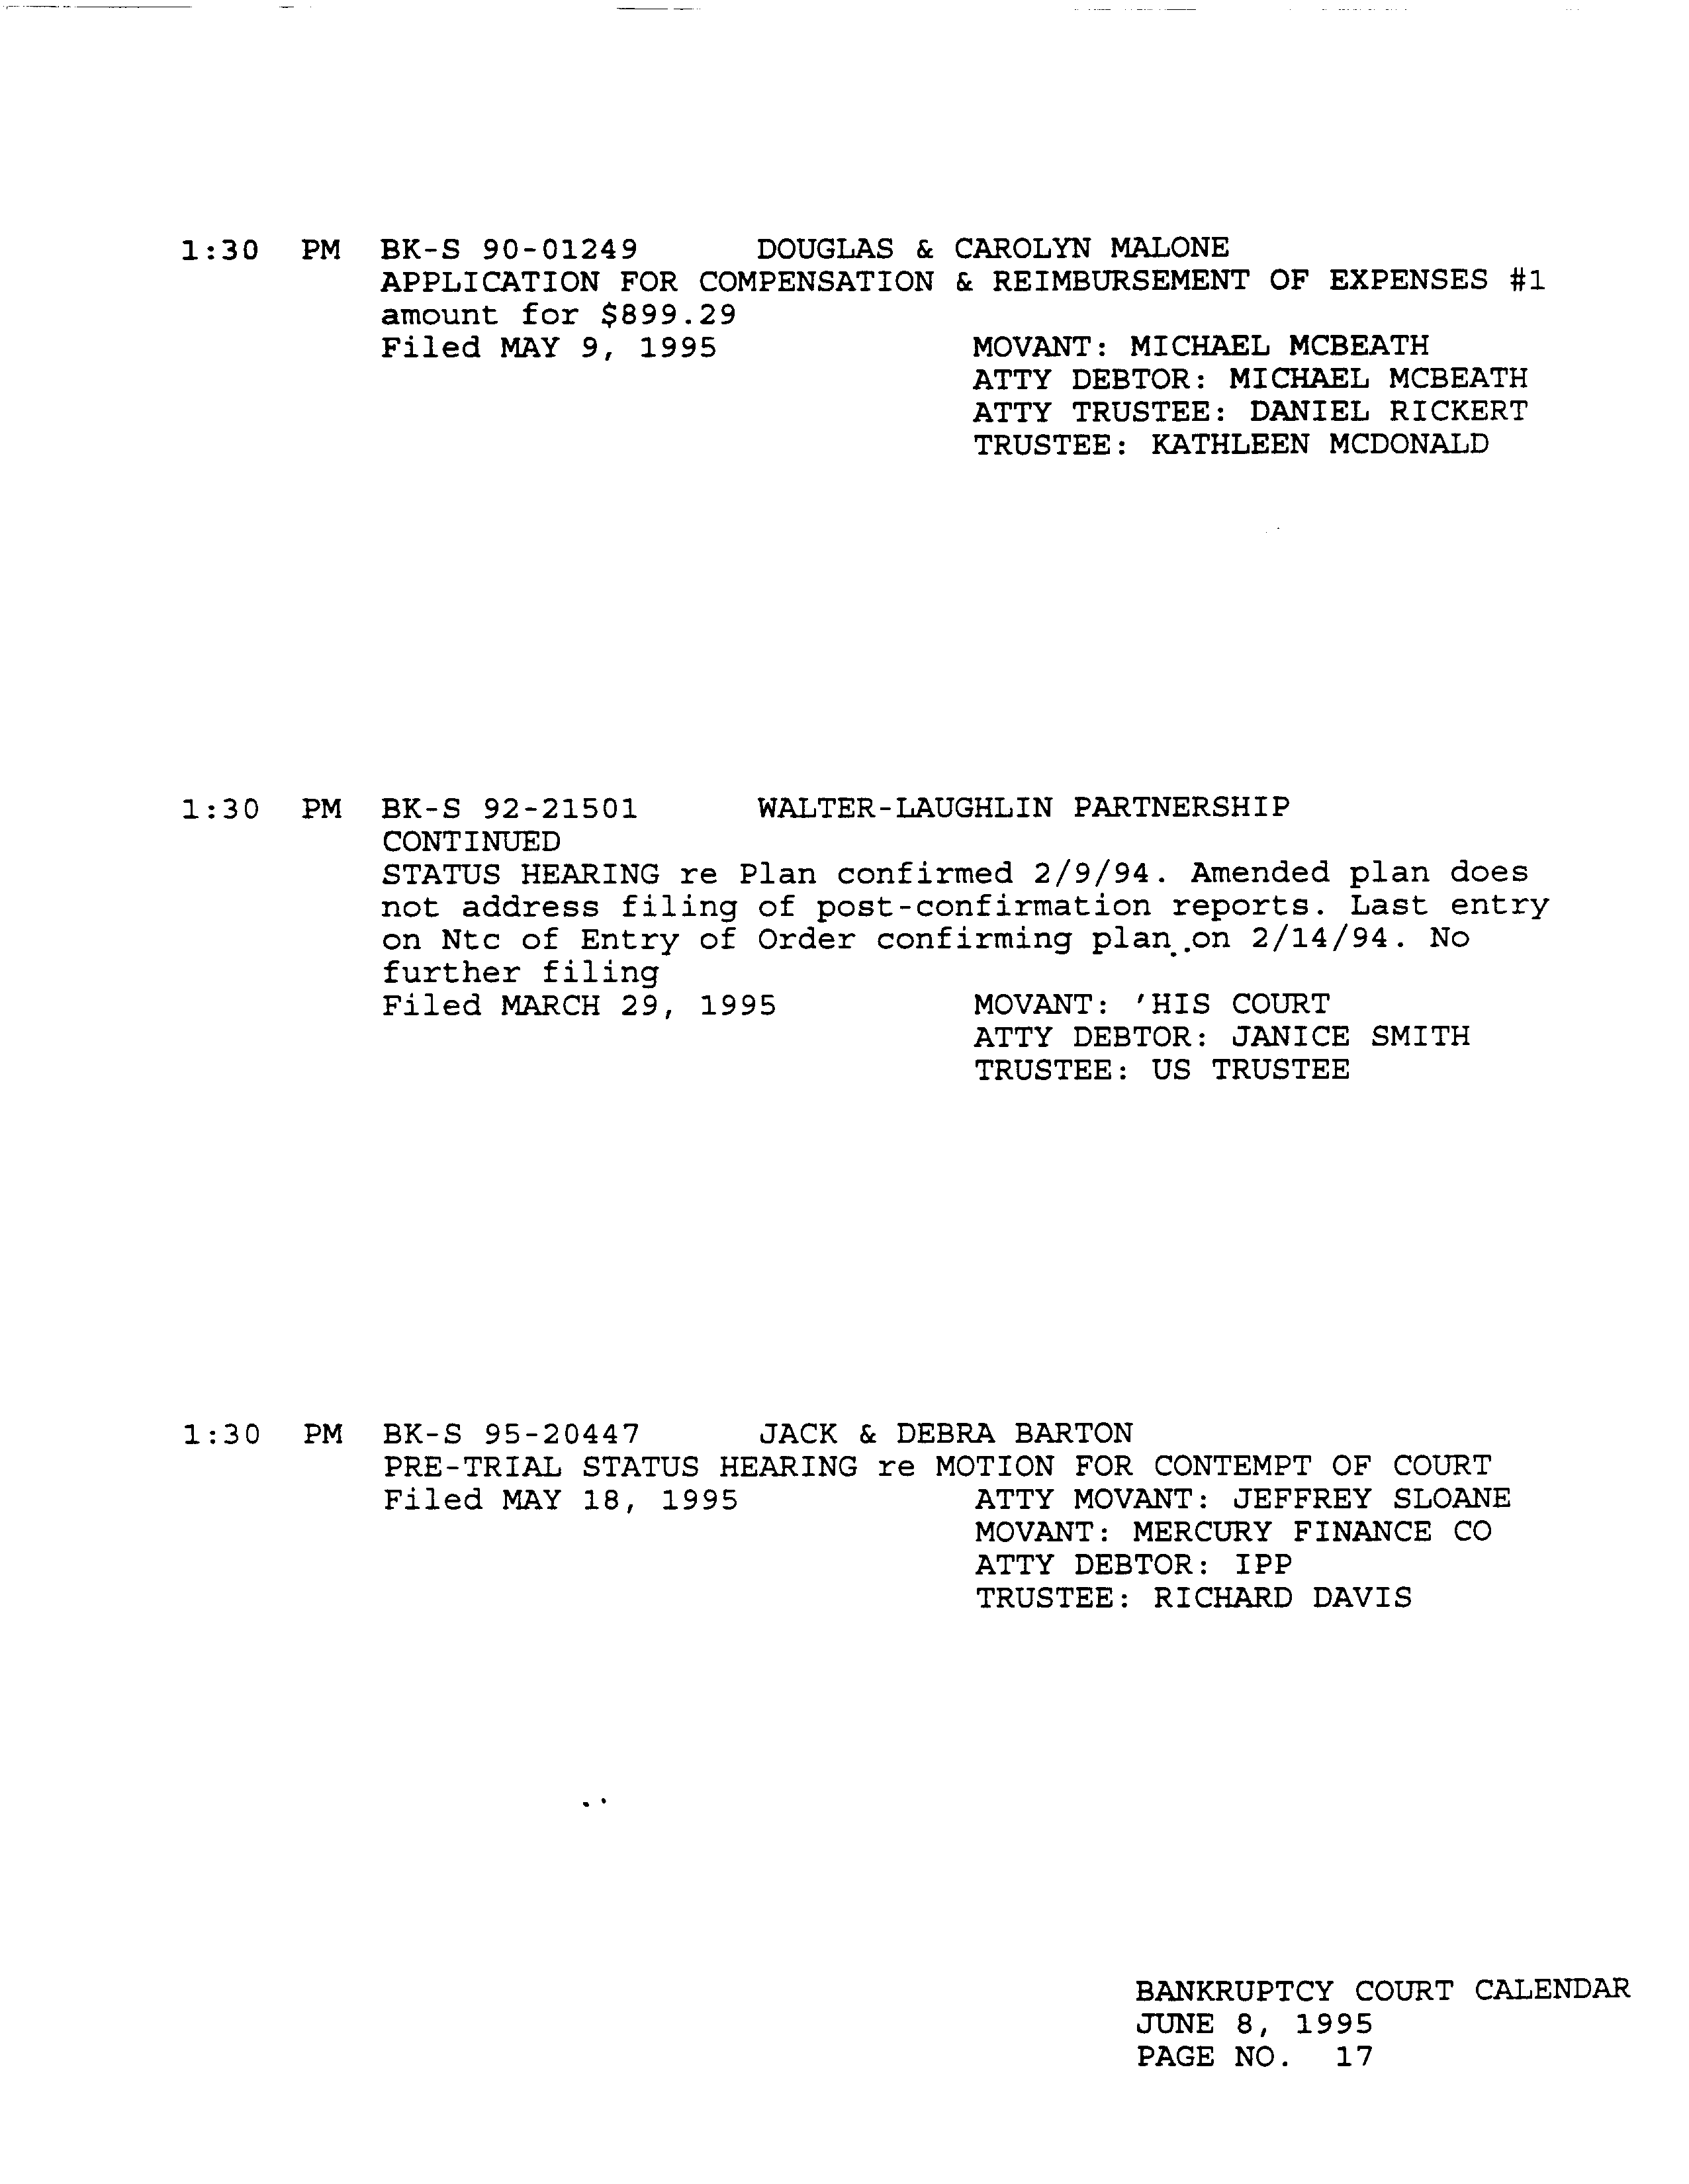 1:30 PM BK-S 90-01249 DOUGLAS & CAROLYN MALONE
APPLICATION FOR COMPENSATION & REIMBURSEMENT OF EXPENSES #1
amount for $899.29
Filed MAY 9, 1995 MOVANT: MICHAEL MCBEATH
ATTY DEBTOR: MICHAEL MCBEATH
ATTY TRUSTEE: DANIEL RICKERT
TRUSTEE: KATHLEEN MCDONALD
1:30 PM BK-S 92-21501 WALTER-LAUGHLIN PARTNERSHIP
CONTINUED
STATUS HEARING re Plan confirmed 2/9/94. Amended plan does
not address filing of post-confirmation reports. Last entry
on Ntc of Entry of Order confirming plan on 2/14/94. No
further filing
Filed MARCH 29, 1995 MOVANT: 'HIS COURT
ATTY DEBTOR: JANICE SMITH
TRUSTEE: US TRUSTEE
1:30 PM BK-S 95-20447 JACK & DEBRA BARTON
PRE-TRIAL STATUS HEARING re MOTION FOR CONTEMPT OF COURT
Filed MAY 18, 1995 ATTY MOVANT: JEFFREY SLOANE
MOVANT: MERCURY FINANCE CO
ATTY DEBTOR: IPP
TRUSTEE: RICHARD DAVIS
BANKRUPTCY COURT CALENDAR
JUNE 8, 1995
PAGE NO. 17